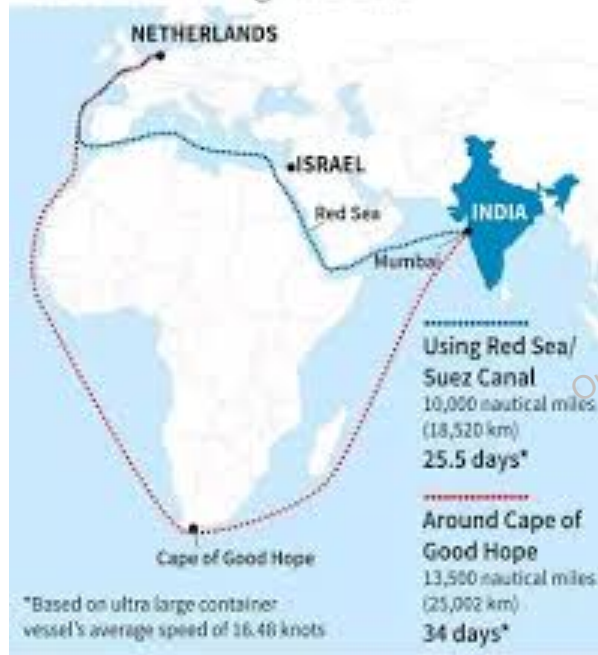 NETHERLANDS
ISRAEL
Red Sea
INDIA
Mumbai
Using Red Sea/
Suez Canal
10,000 nautical miles
(18,520 km)
25.5 days*
Around Cape of
Good Hope
13,500 nautical miles
(25,002 km)
34 days*
Cape of Good Hope
*Based on ultra large container
vessel's average speed of 16.48 knots